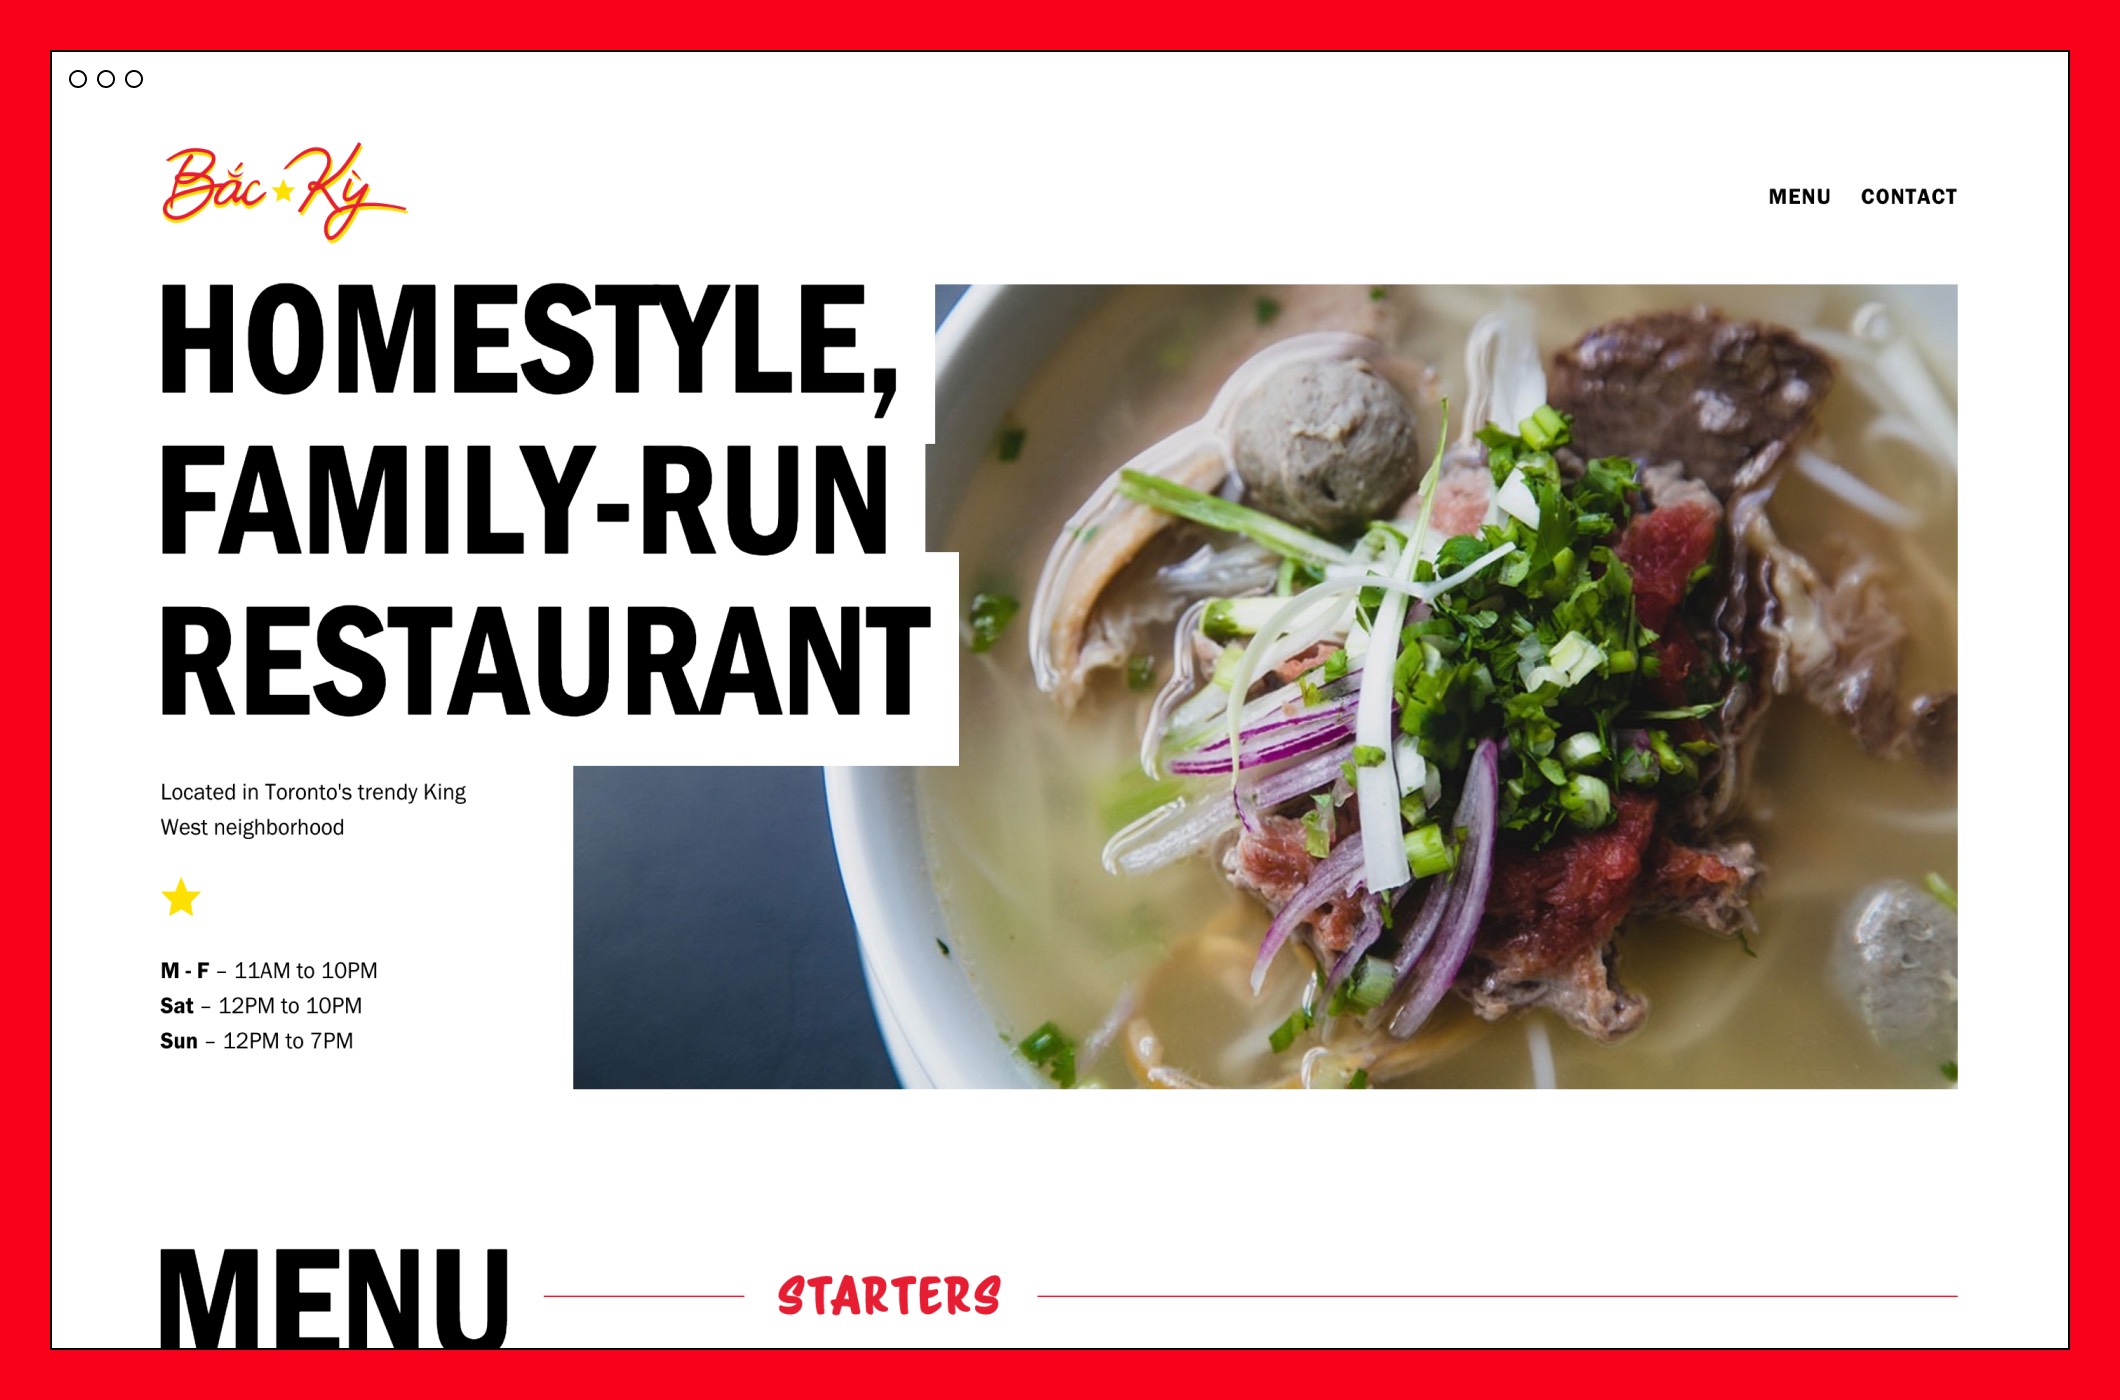 Bắc Kỳ
MENU CONTACT
HOMESTYLE,
FAMILY-RUN
RESTAURANT
Located in Toronto's trendy King
West neighborhood
M - F – 11AM to 10PM
Sat – 12PM to 10PM
Sun – 12PM to 7PM
MENU
STARTERS